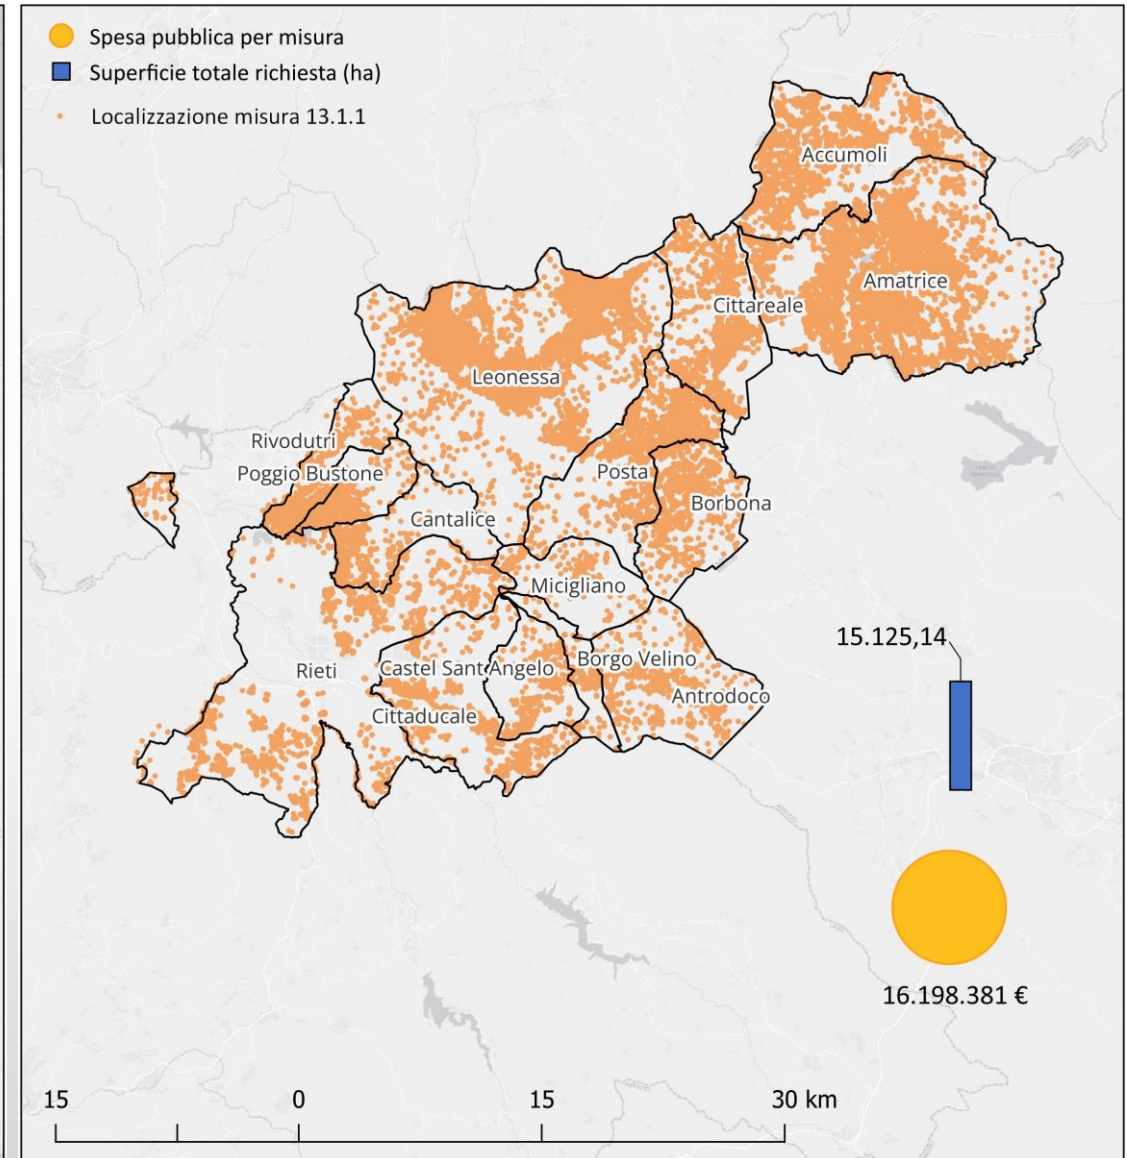 Spesa pubblica per misura
Superficie totale richiesta (ha)
Localizzazione misura 13.1.1
Accumoli
Amatrice
Cittareale
Leonessa
Rivodutri
Poggio Bustone
Posta
Borbona
Cantalice
Micigliano
Rieti
Castel Sant'Angelo
Borgo Velino
Antrodoco
Cittaducale
15.125,14
16.198.381 €
15 0 15 30 km